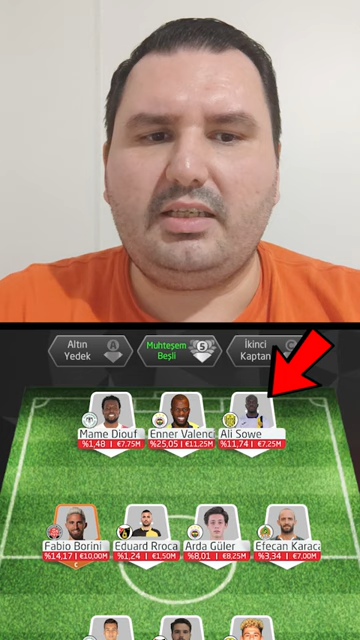 Altın
Yedek
A
Muhteşem
Beşli
5
İkinci
Kaptan
C
Mame Diouf
Enner Valenc
Ali Sowe
%1,48 | €7,75M
%25,05 | €11,25M
%11,74 | €7,25M
Fabio Borini
Eduard Rroca
Arda Güler
Efecan Karaca
%14,17 | €10,00M
%1,24 | €1,50M
%8,01 | €8,25M
%3,34 | €7,00M
C